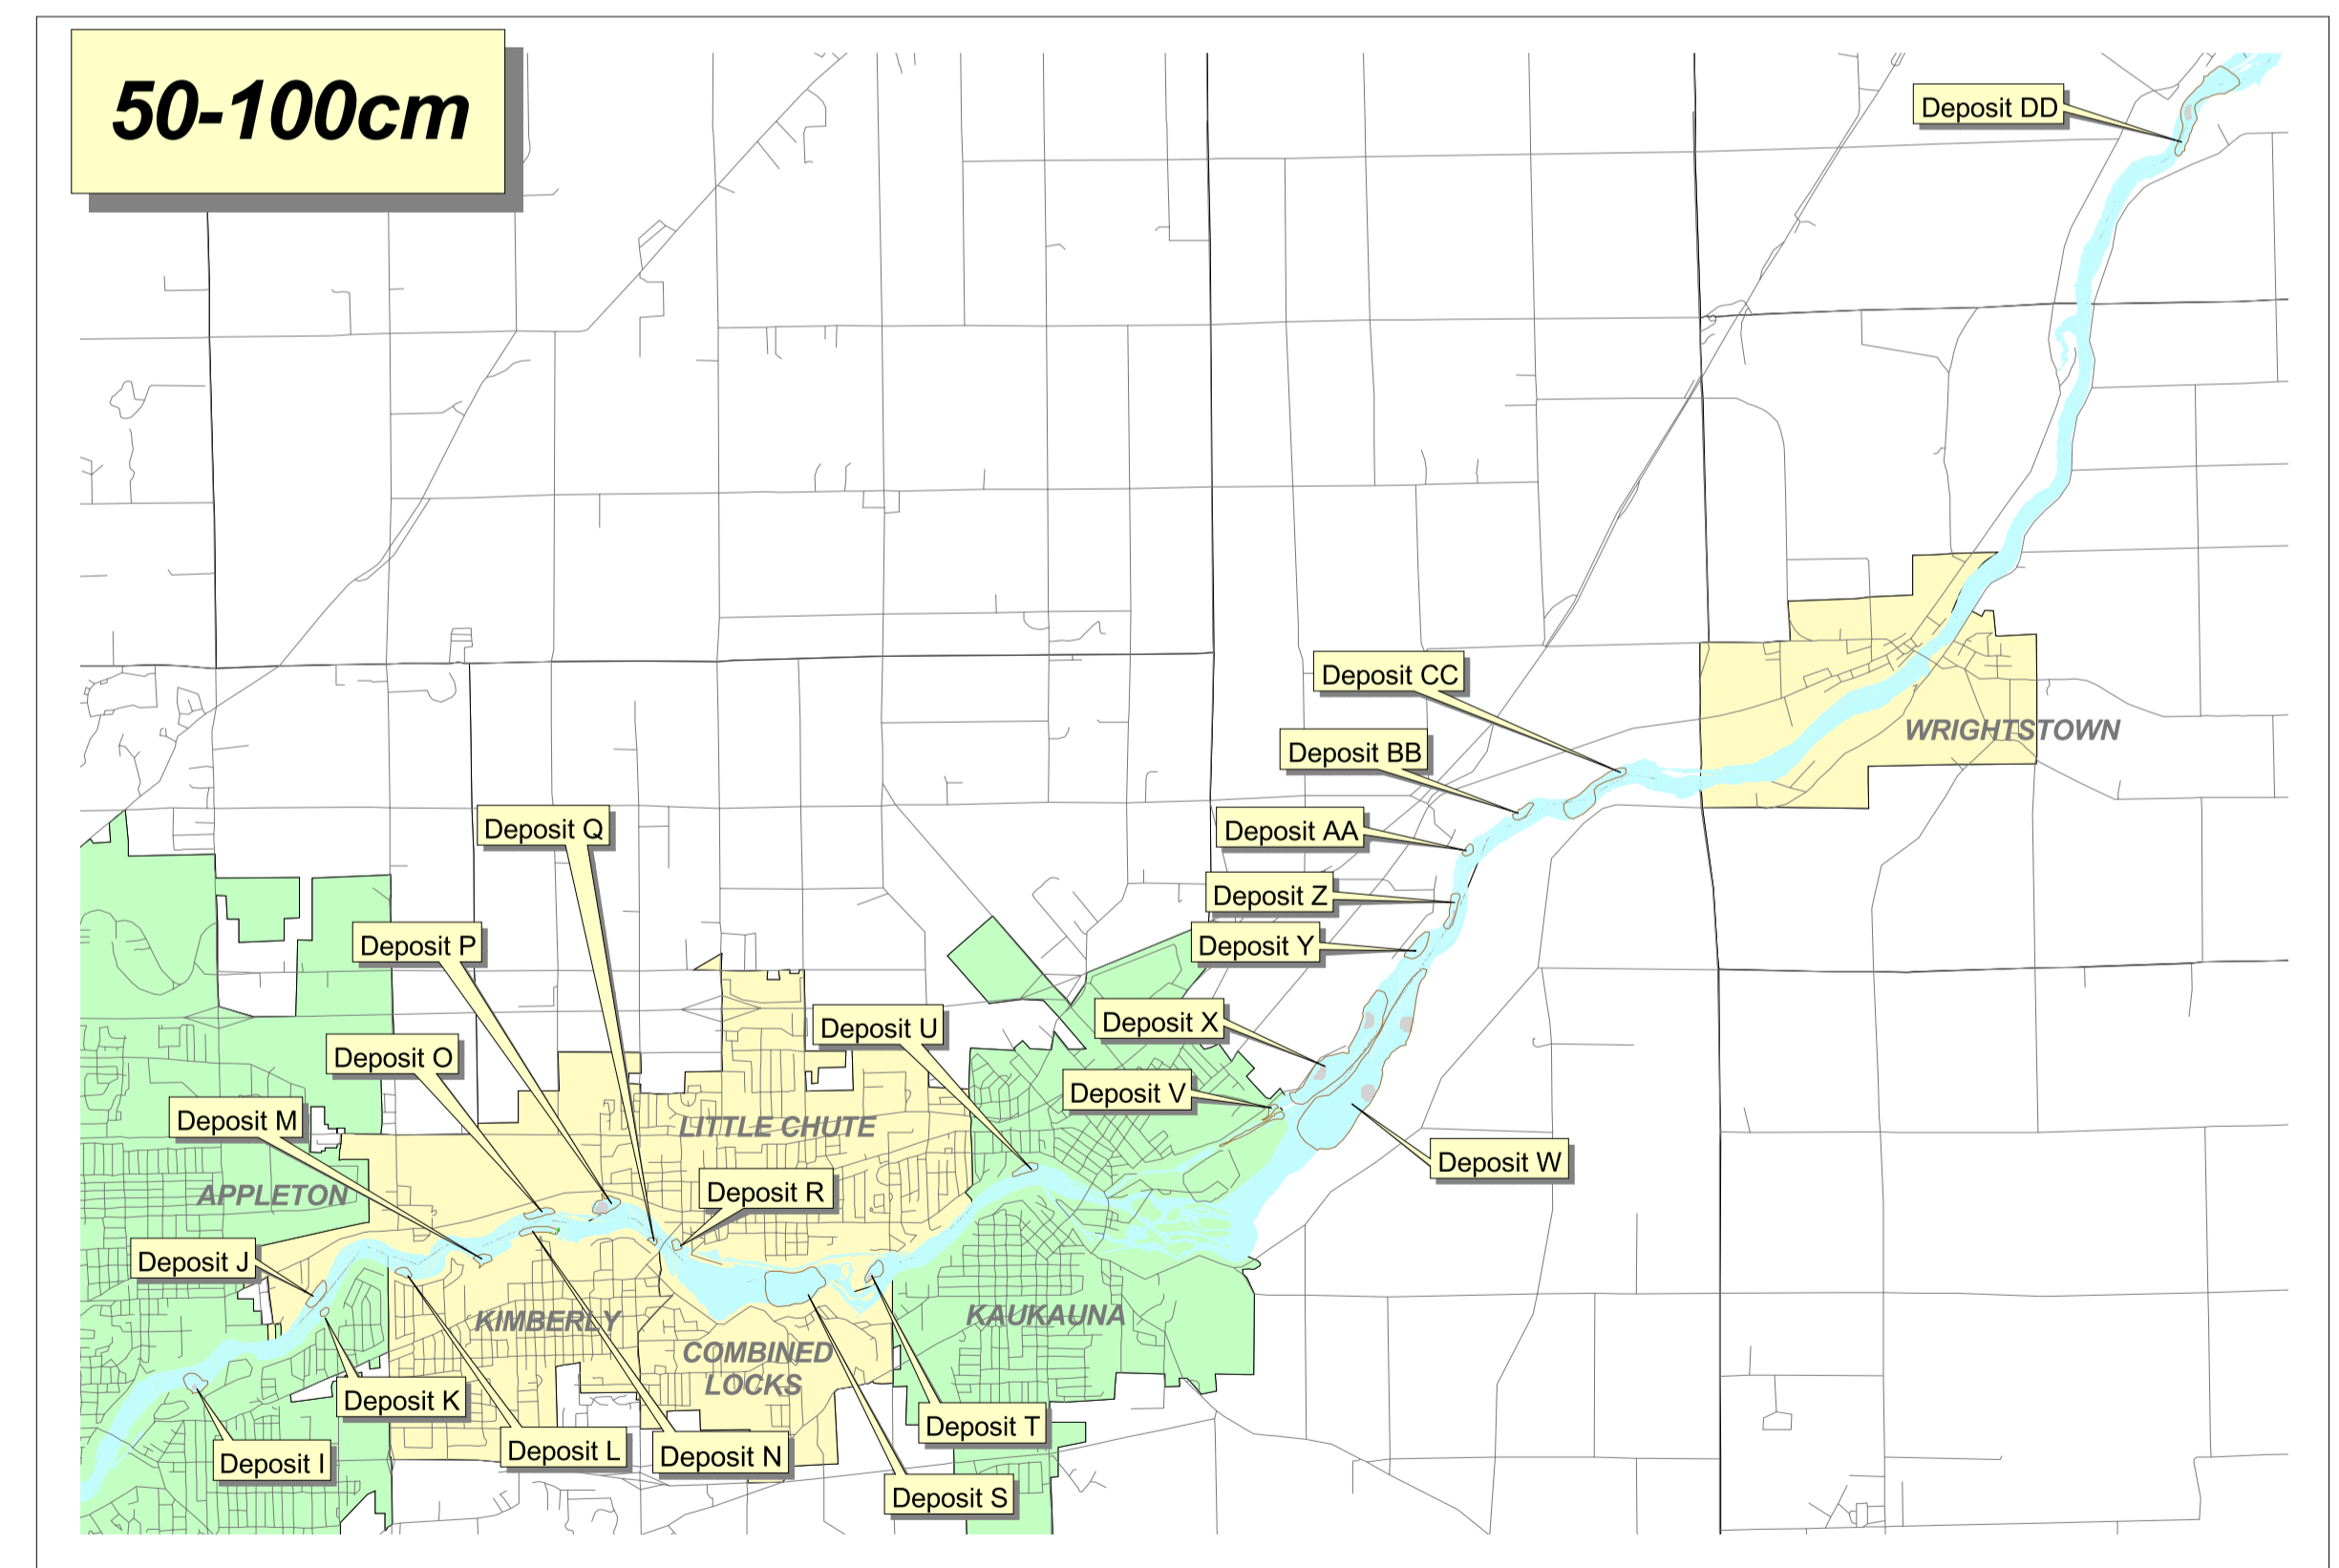 50-100cm
Deposit DD
Deposit CC
WRIGHTSTOWN
Deposit BB
Deposit Q
Deposit AA
Deposit Z
Deposit P
Deposit Y
Deposit X
Deposit U
Deposit O
Deposit V
Deposit M
LITTLE CHUTE
Deposit W
APPLETON
Deposit R
Deposit J
KIMBERLY
KAUKAUNA
COMBINED
LOCKS
Deposit K
Deposit T
Deposit L
Deposit N
Deposit I
Deposit S